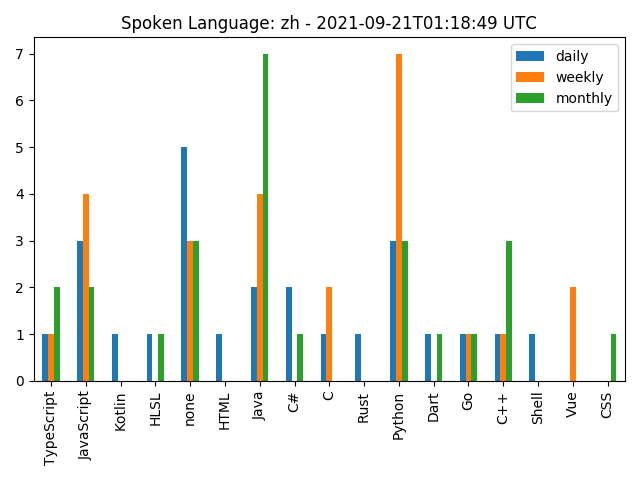 Spoken Language: zh - 2021-09-21T01:18:49 UTC
daily
weekly
monthly
7
6
5
4
3
2
1
0
TypeScript
JavaScript
Kotlin
HLSL
none
HTML
Java
C#
C
Rust
Python
Dart
Go
C++
Shell
Vue
CSS